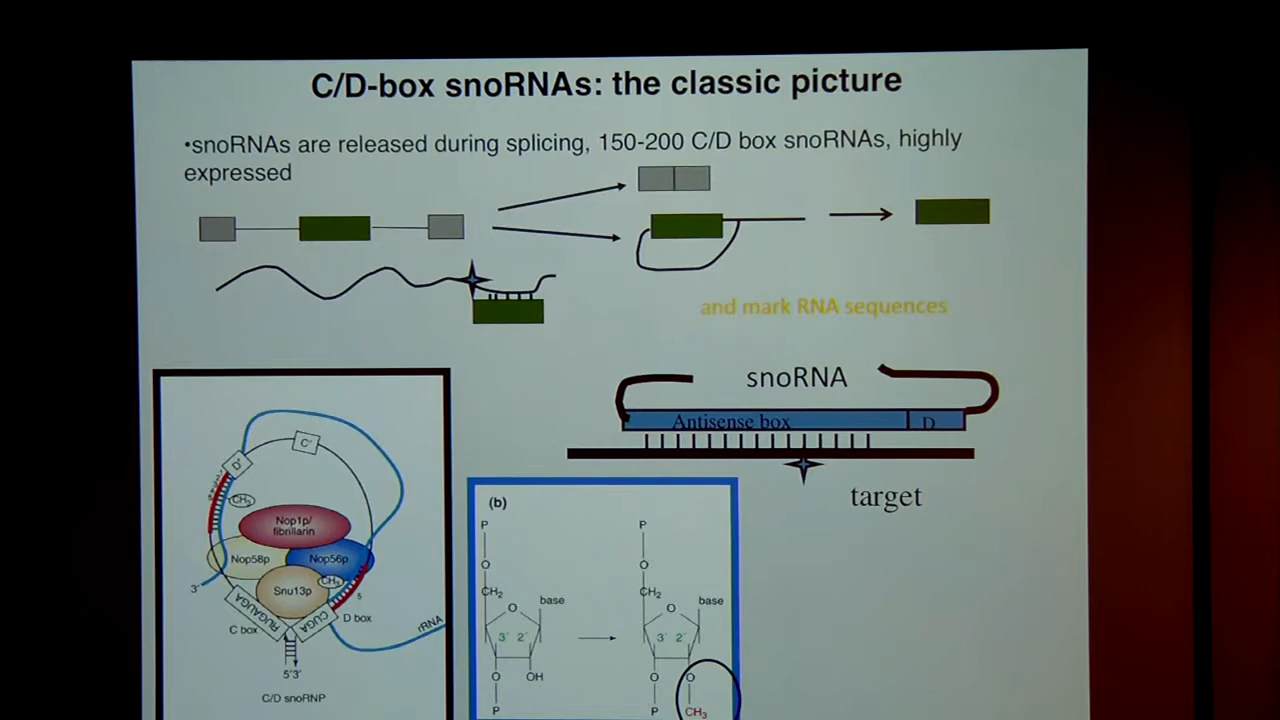 C/D-box snoRNAs: the classic picture
•snoRNAs are released during splicing, 150-200 C/D box snoRNAs, highly
expressed
and mark RNA sequences
snoRNA
Antisense box
D
target
C'
D'
CH3
Nop1p/
fibrillarin
Nop58p
Nop56p
CH3
Snu13p
3'
5
RUGAUGA
CUGA
C box
D box
rRNA
5'3'
C/D snoRNP
(b)
P
P
O
O
CH2
CH2
O
base
O
base
3' 2'
3' 2'
O
OH
O
O
P
P
CH3